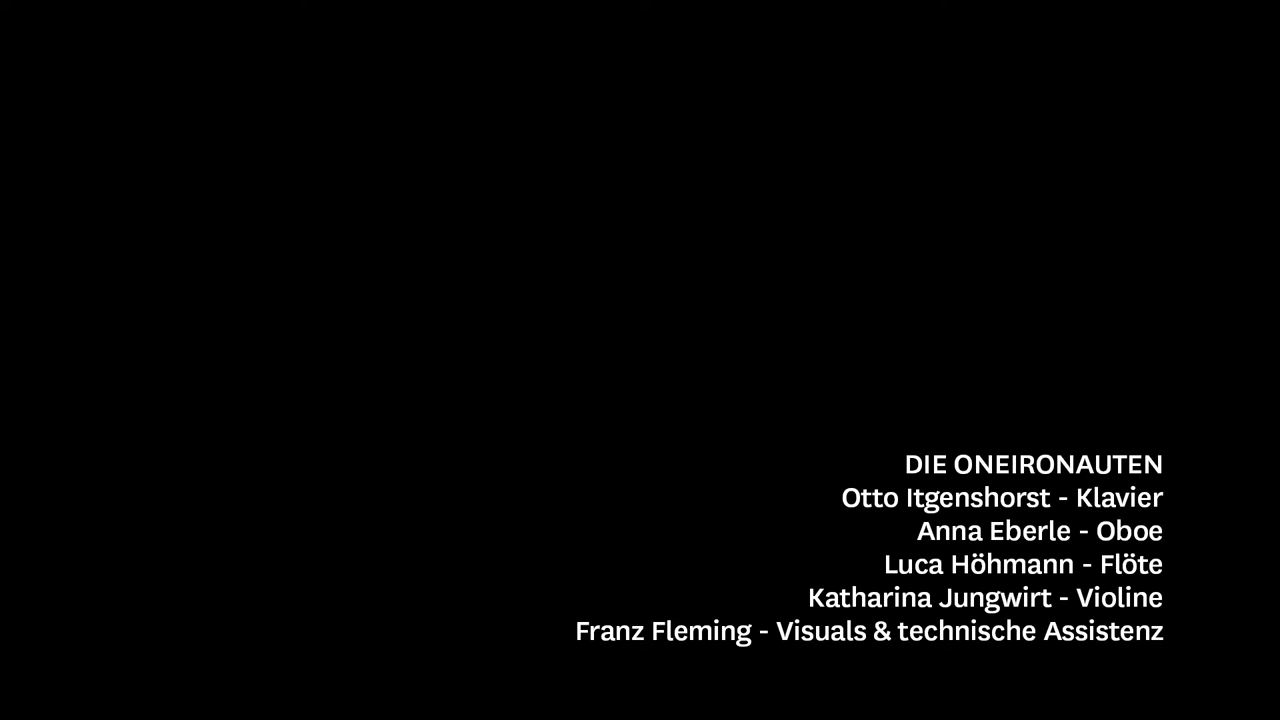 DIE ONEIRONAUTEN
Otto Itgenshorst - Klavier
Anna Eberle - Oboe
Luca Höhmann - Flöte
Katharina Jungwirt - Violine
Franz Fleming - Visuals & technische Assistenz